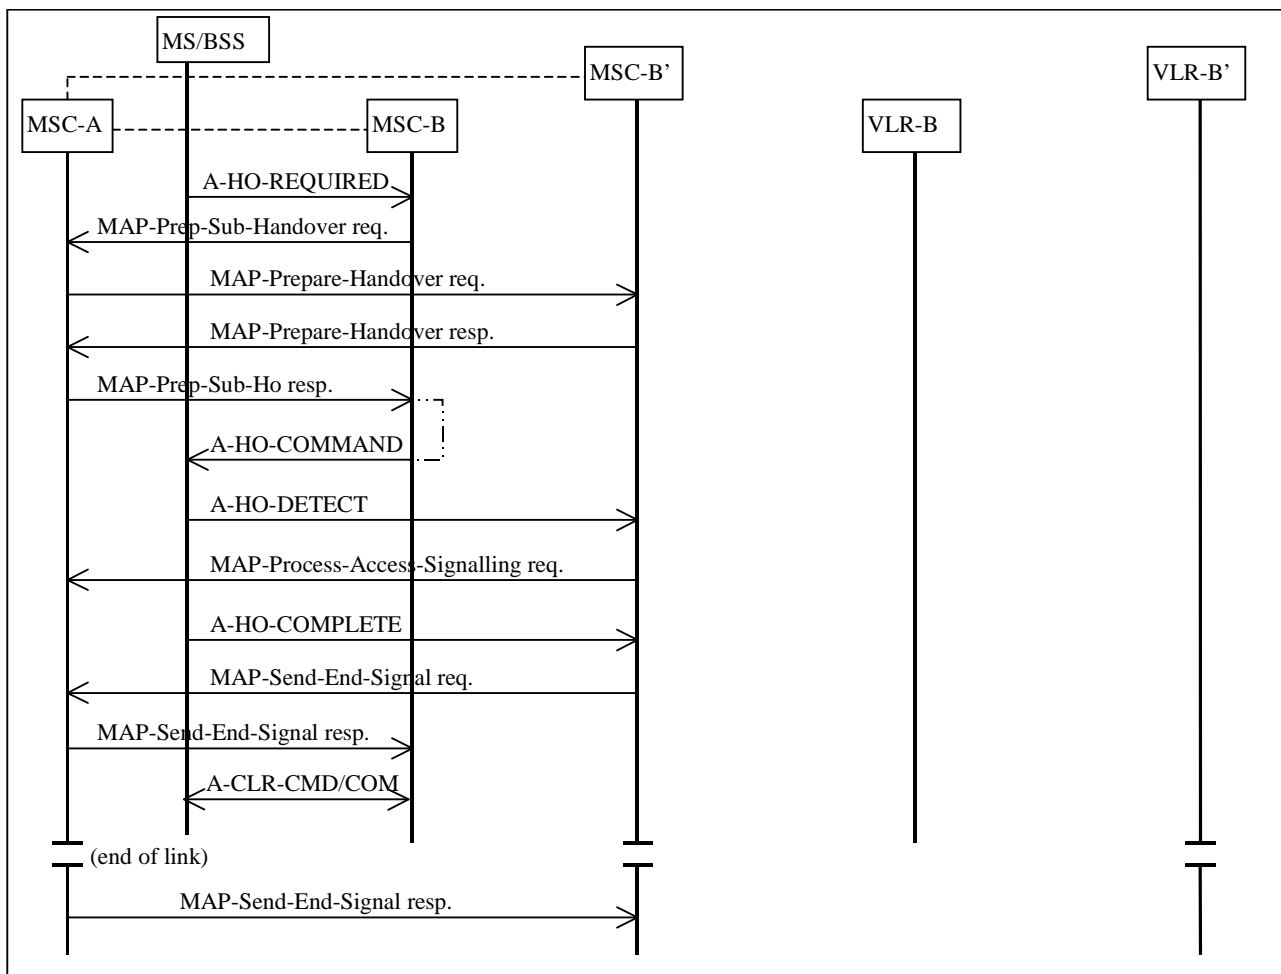 MS/BSS
MSC-B’
VLR-B’
MSC-A
MSC-B
VLR-B
A-HO-REQUIRED
MAP-Prep-Sub-Handover req.
MAP-Prepare-Handover req.
MAP-Prepare-Handover resp.
MAP-Prep-Sub-Ho resp.
A-HO-COMMAND
A-HO-DETECT
MAP-Process-Access-Signalling req.
A-HO-COMPLETE
MAP-Send-End-Signal req.
MAP-Send-End-Signal resp.
A-CLR-CMD/COM
(end of link)
MAP-Send-End-Signal resp.